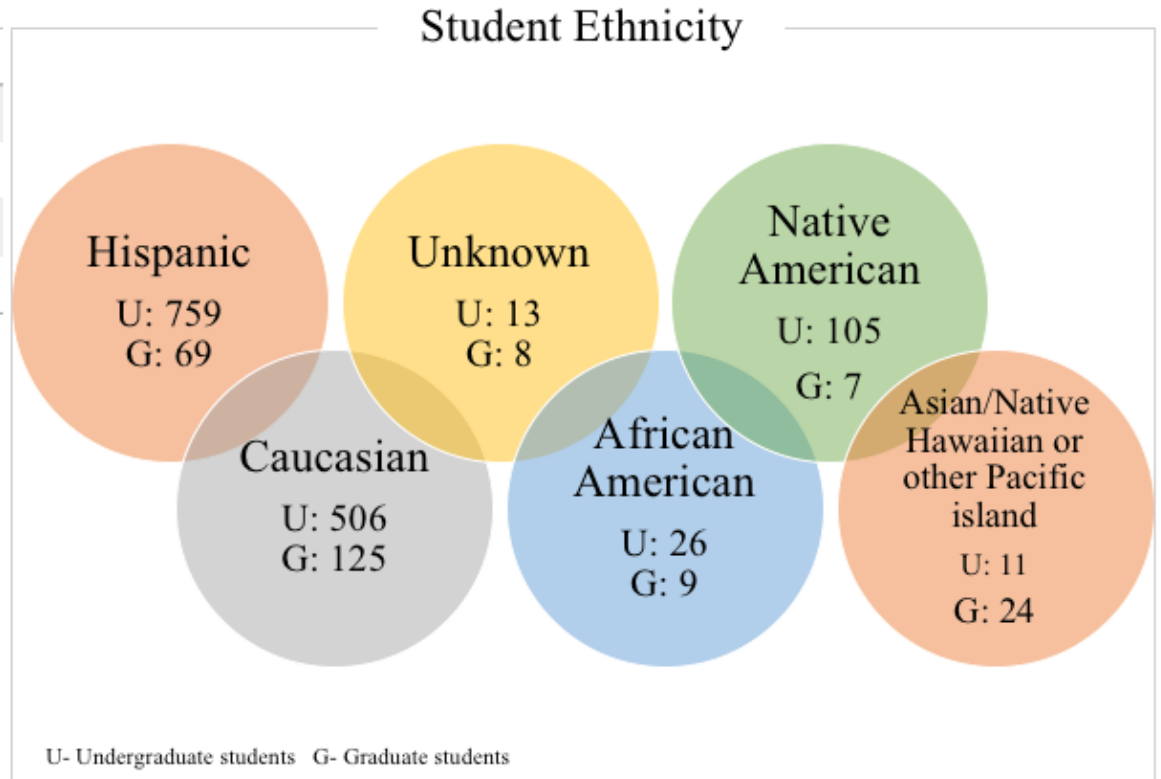 Student Ethnicity
Hispanic
U: 759
G: 69
Unknown
U: 13
G: 8
Native
American
U: 105
G: 7
Caucasian
U: 506
G: 125
African
American
U: 26
G: 9
Asian/Native
Hawaiian or
other Pacific
island
U: 11
G: 24
U- Undergraduate students G- Graduate students